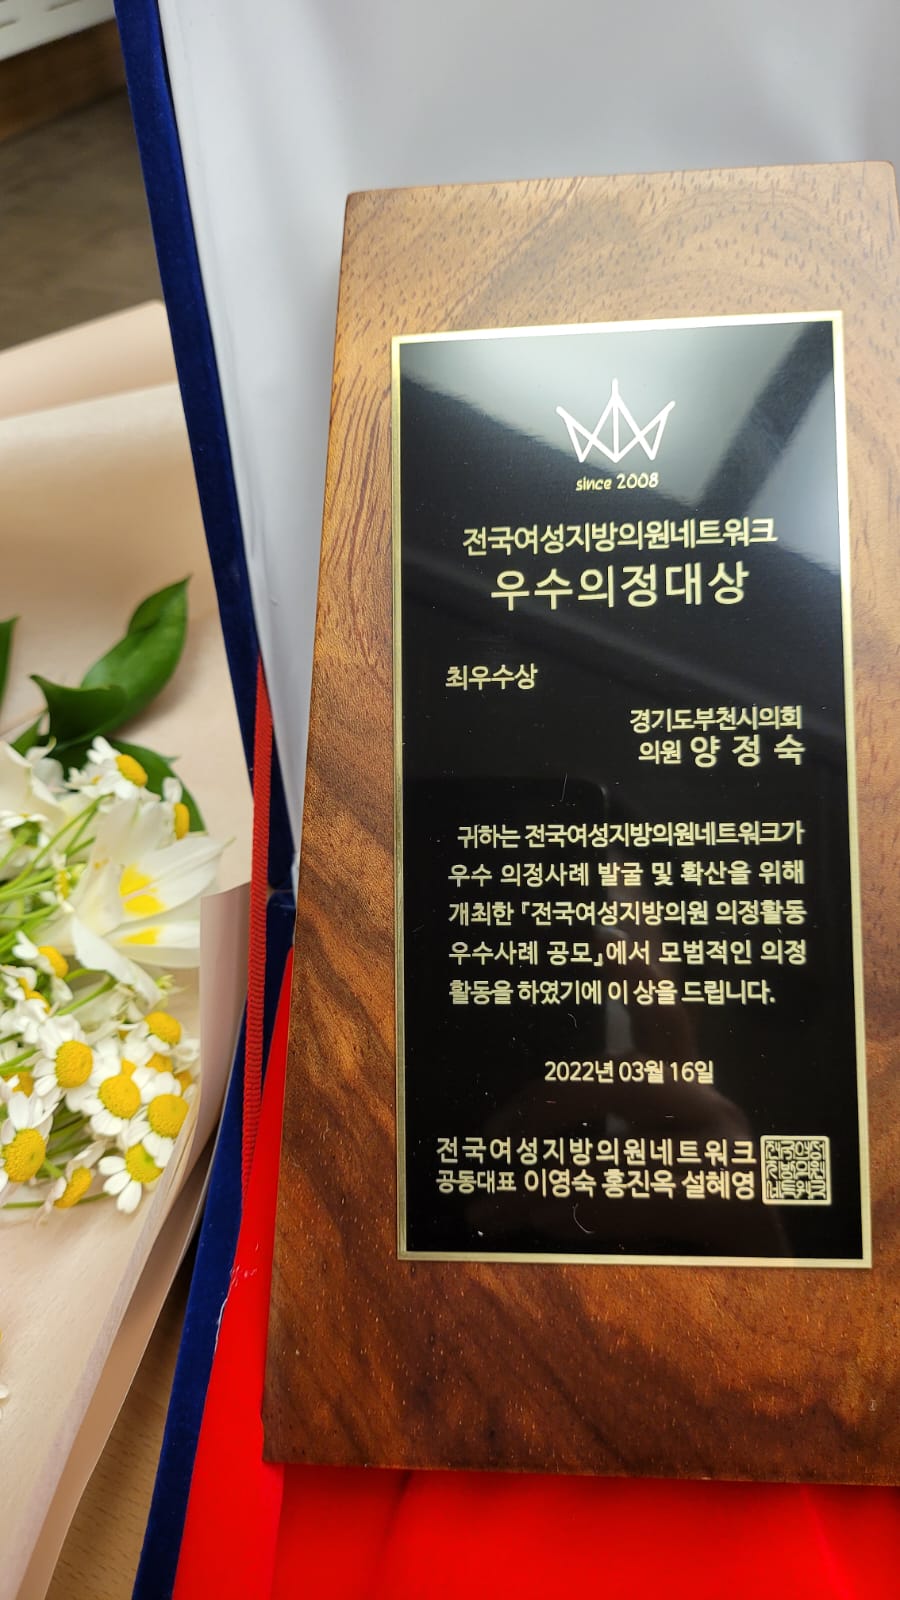 since 2008
전국여성지방의원네트워크
우수의정대상
최우수상
경기도부천시의회
의원 양 정 숙
귀하는 전국여성지방의원네트워크가
우수 의정사례 발굴 및 확산을 위해
개최한 「전국여성지방의원 의정활동
우수사례 공모」에서 모범적인 의정
활동을 하였기에 이 상을 드립니다.
2022년 03월 16일
전국여성지방의원네트워크
공동대표 이영숙 홍진옥 설혜영